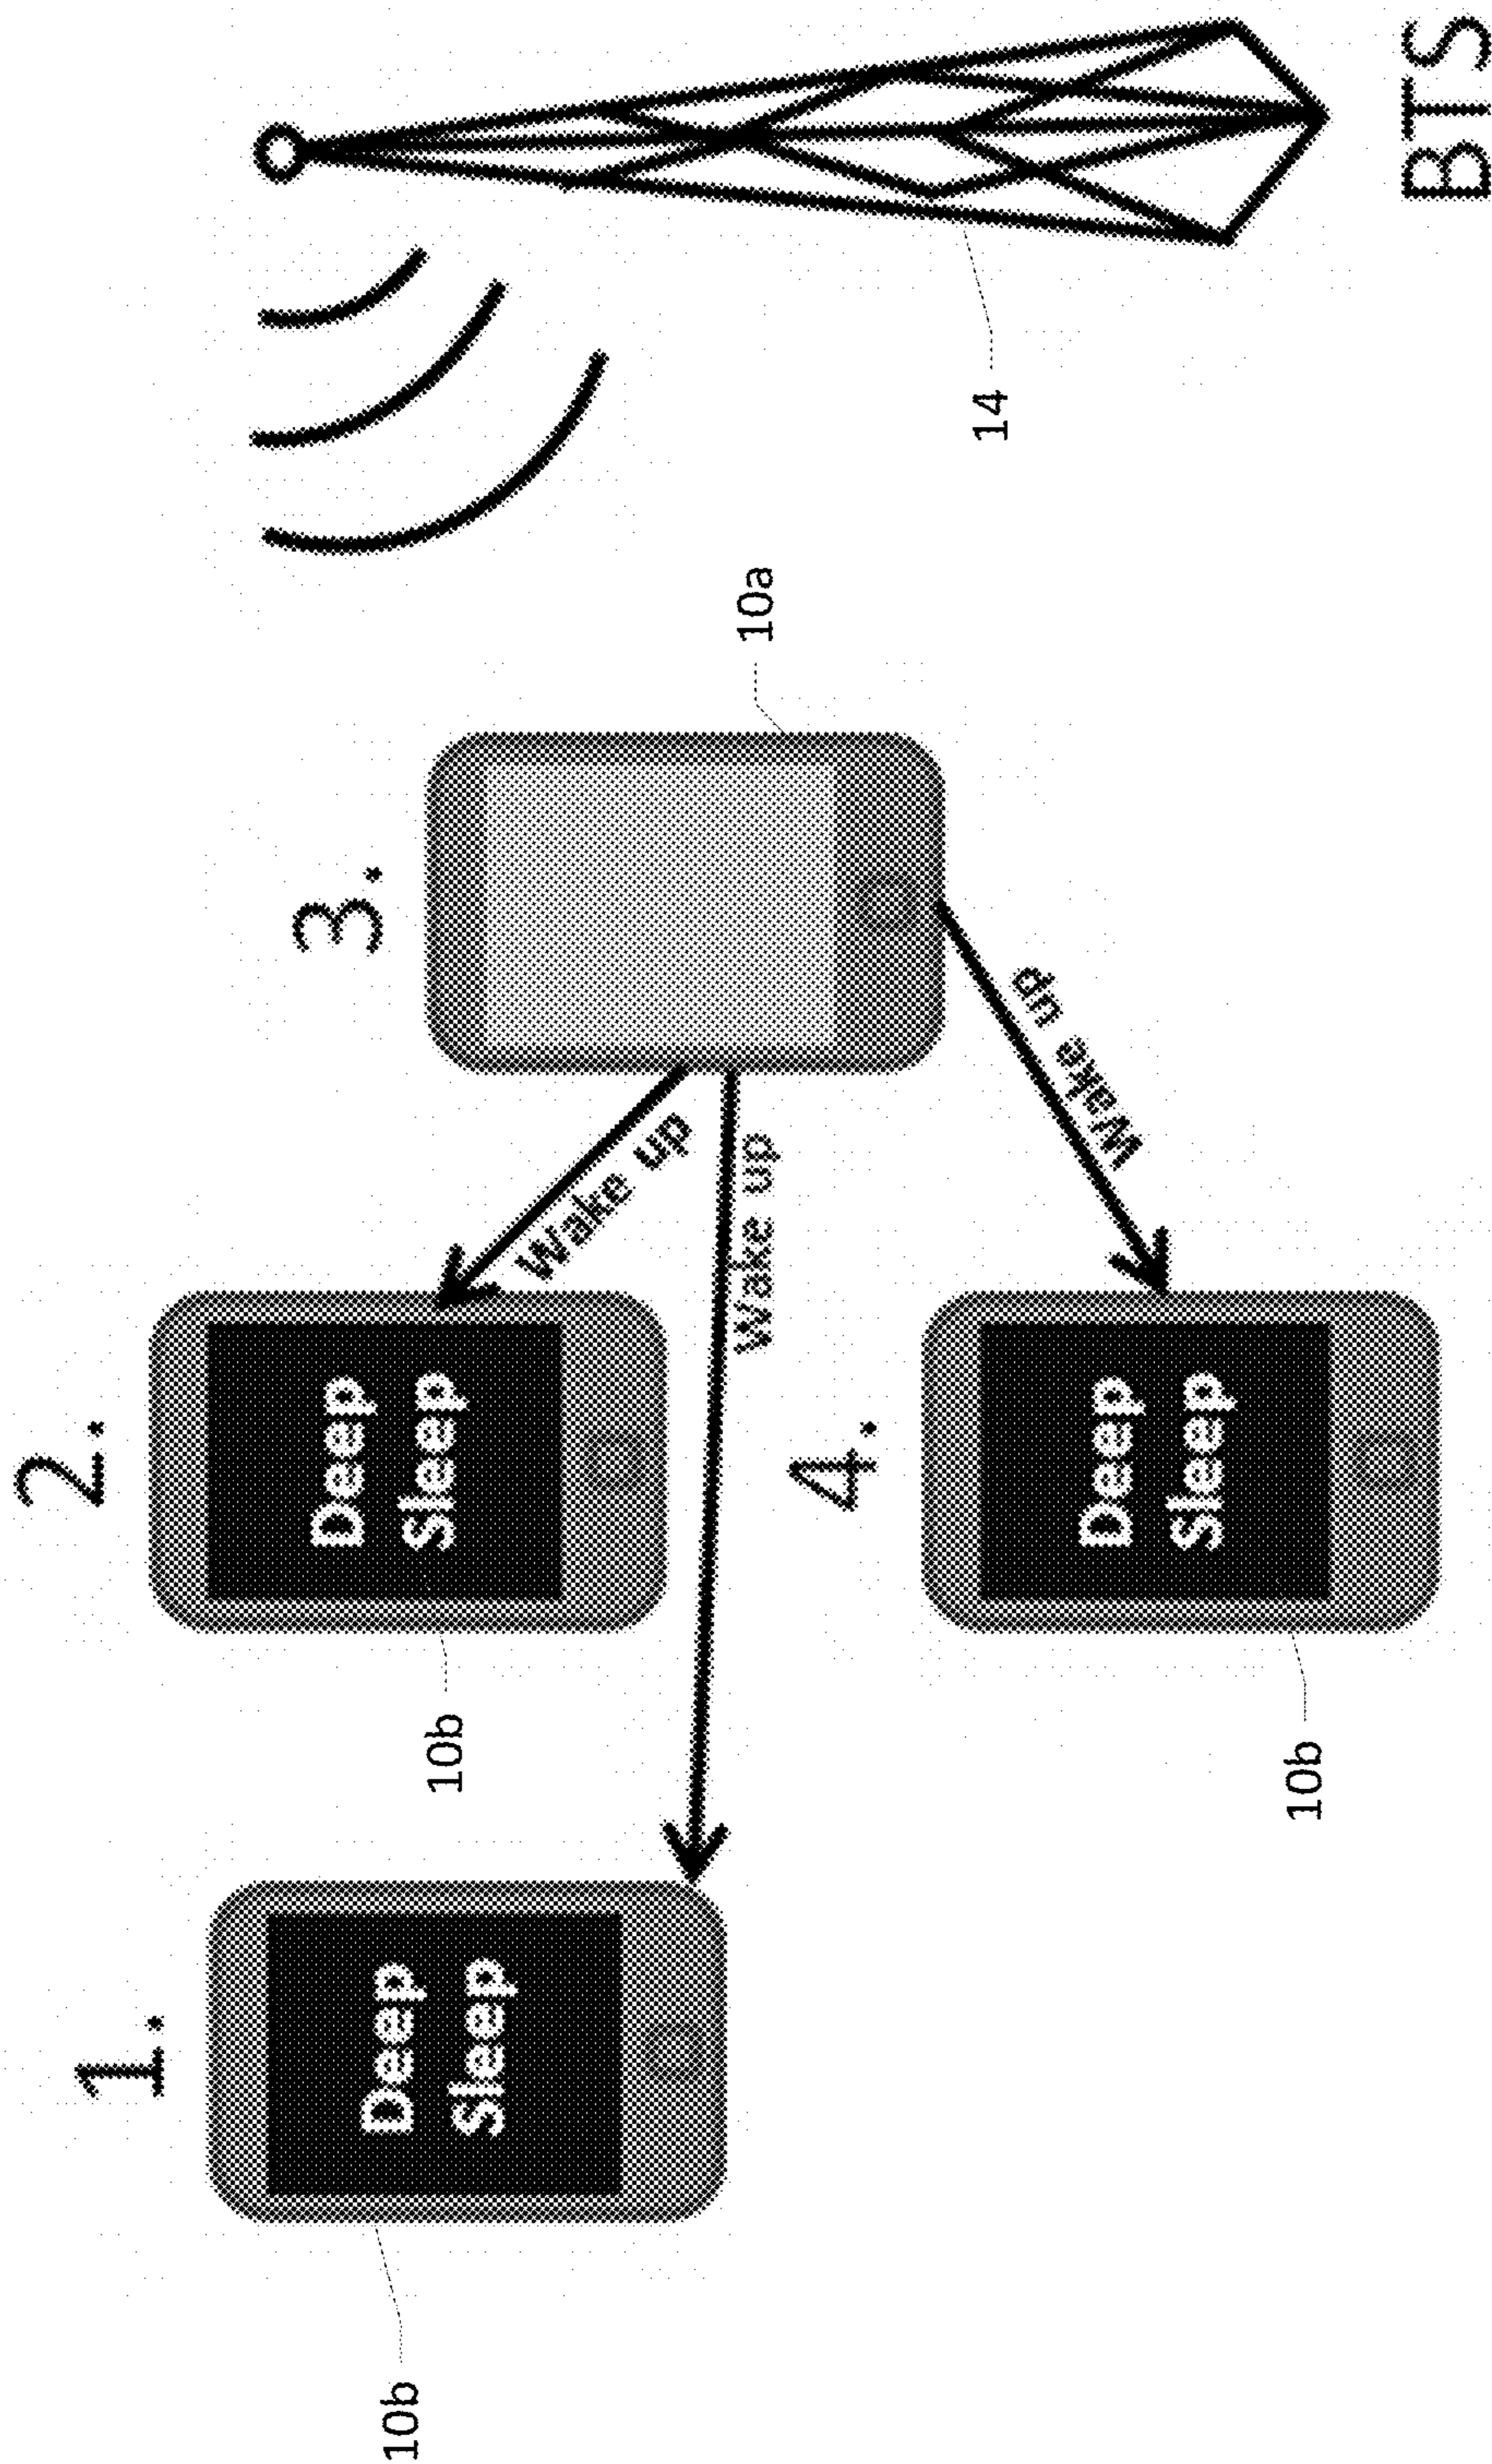 1.
Deep
Sleep
10b
2.
Deep
Sleep
10b
Wake up
Wake up
3.
10a
4.
Deep
Sleep
10b
Wake up
14
BTS